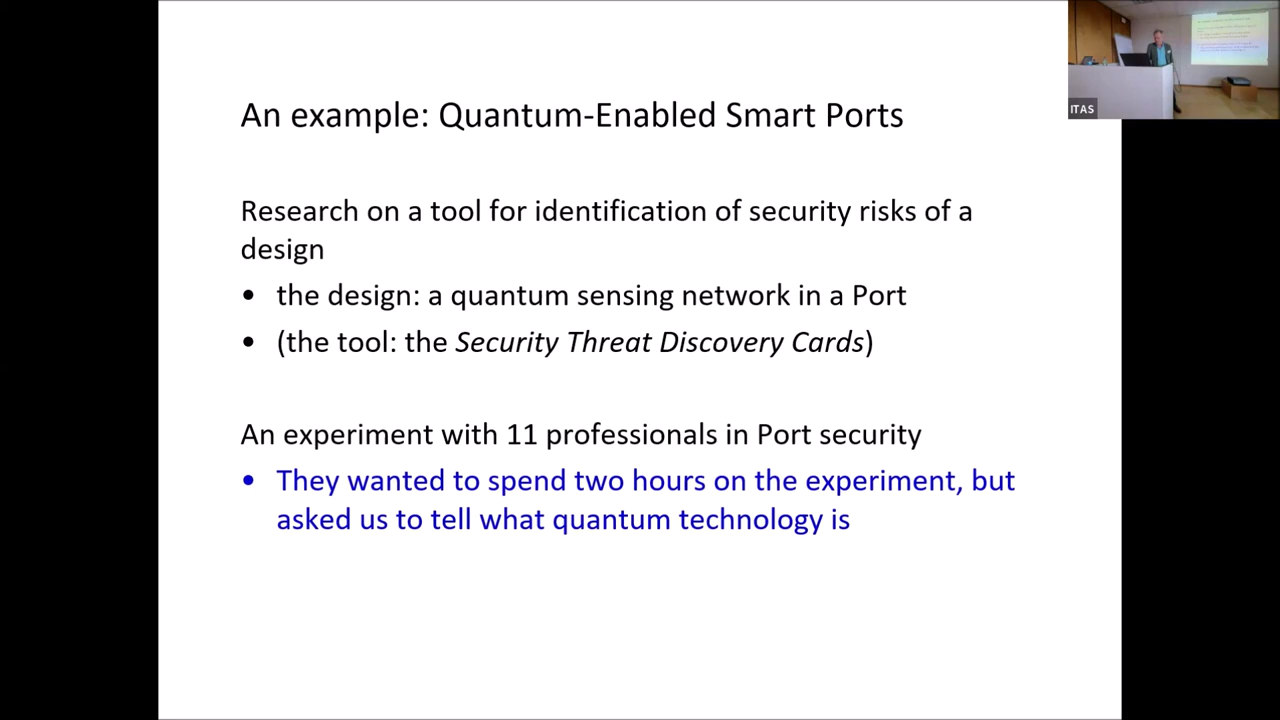 An example: Quantum-Enabled Smart Ports
Research on a tool for identification of security risks of a
design
• the design: a quantum sensing network in a Port
• (the tool: the Security Threat Discovery Cards)
An experiment with 11 professionals in Port security
• They wanted to spend two hours on the experiment, but
asked us to tell what quantum technology is
ITAS